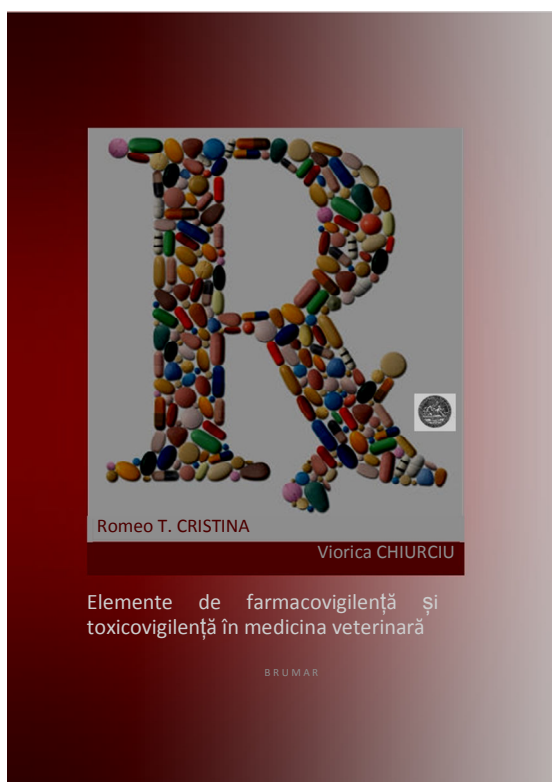 Romeo T. CRISTINA
Viorica CHIURCIU
Elemente de farmacovigilență și
toxicovigilență în medicina veterinară
BRUMAR